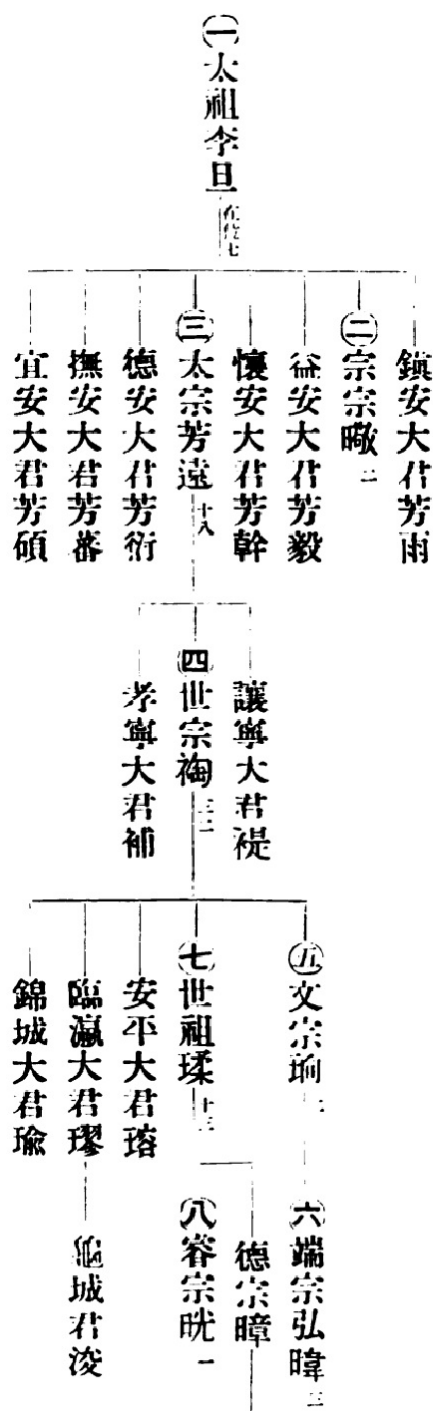 ㊀太祖李旦 在位七
鎭安大君芳雨
㊁宗宗曔 二
益安大君芳毅
懷安大君芳幹
㊂太宗芳遠 十八
德安大君芳衍
撫安大君芳蕃
宜安大君芳碩
讓寧大君禔
㊃世宗祹 三二
孝寧大君補
㊄文宗珦 二
㊆世祖瑈 十三
安平大君瑢
臨瀛大君璆
錦城大君瑜
㊅端宗弘暐 三
德宗暲
㊇睿宗晄 一
龜城君浚